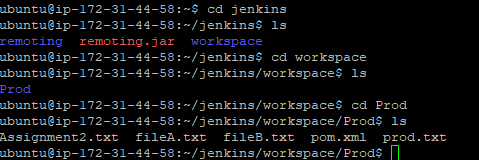 ubuntu@ip-172-31-44-58:~$ cd jenkins
ubuntu@ip-172-31-44-58:~/jenkins$ ls
remoting  remoting.jar  workspace
ubuntu@ip-172-31-44-58:~/jenkins$ cd workspace
ubuntu@ip-172-31-44-58:~/jenkins/workspace$ ls
Prod
ubuntu@ip-172-31-44-58:~/jenkins/workspace$ cd Prod
ubuntu@ip-172-31-44-58:~/jenkins/workspace/Prod$ ls
Assignment2.txt  fileA.txt  fileB.txt  pom.xml  prod.txt
ubuntu@ip-172-31-44-58:~/jenkins/workspace/Prod$